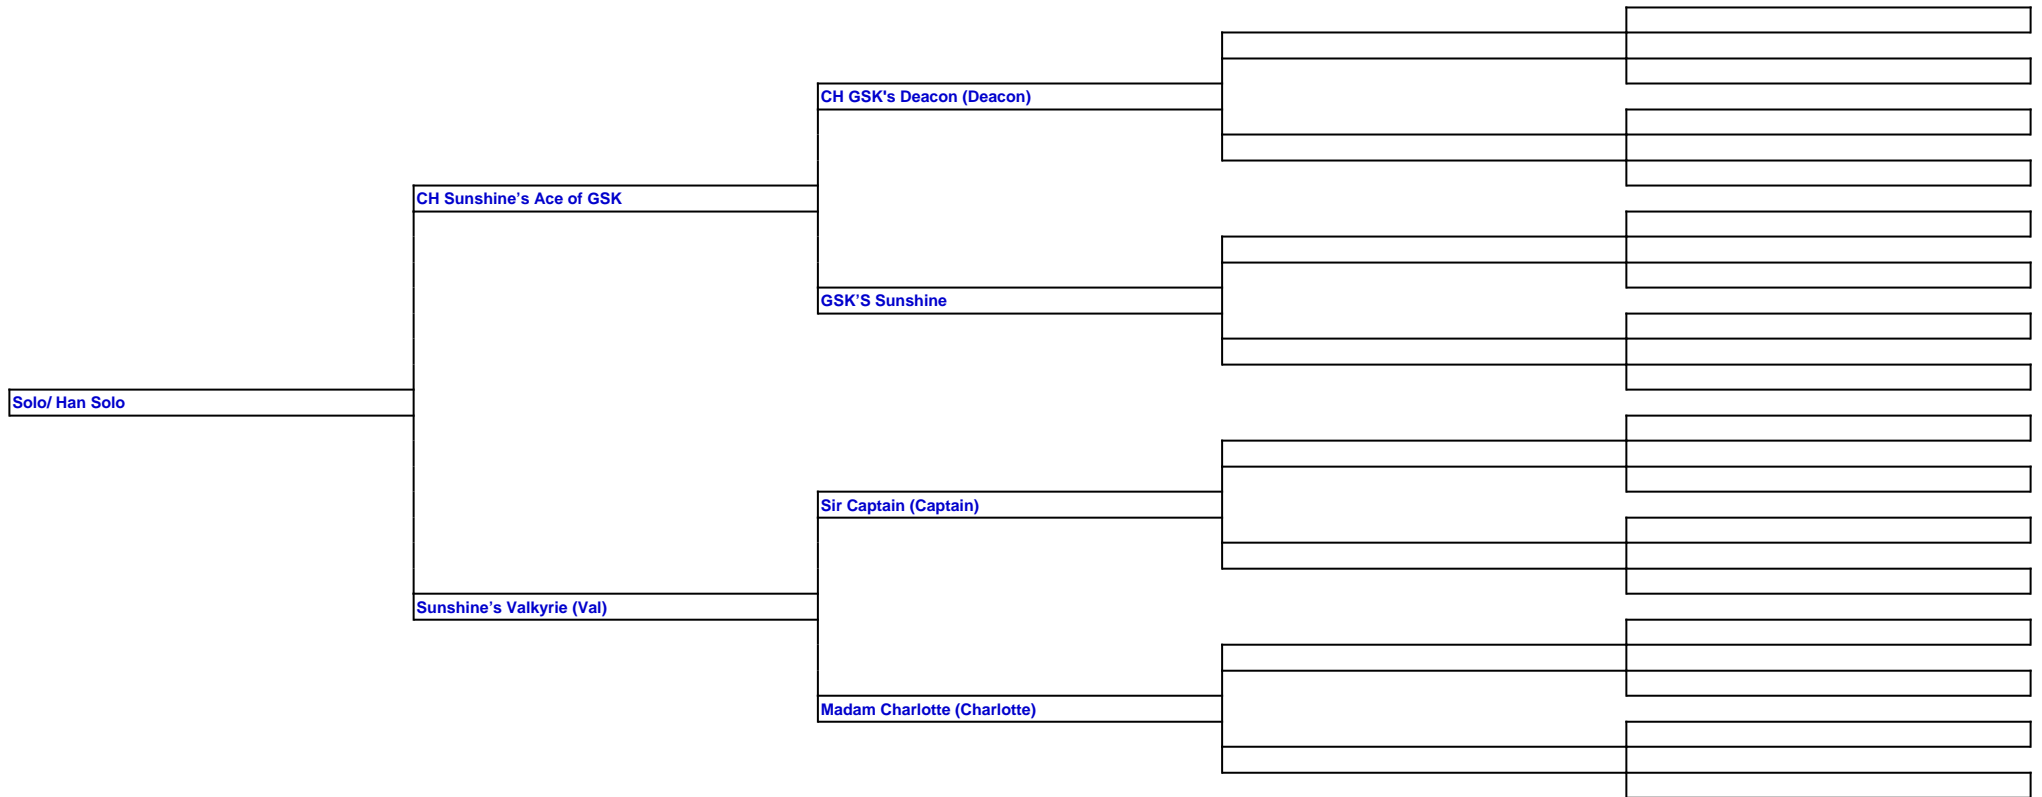 CH GSK's Deacon (Deacon)
CH Sunshine’s Ace of GSK
GSK’S Sunshine
Solo/ Han Solo
Sir Captain (Captain)
Sunshine’s Valkyrie (Val)
Madam Charlotte (Charlotte)